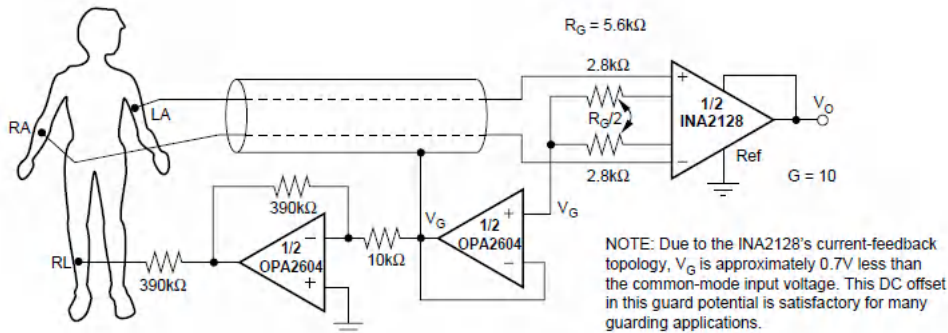 R_G = 5.6kΩ
2.8kΩ
+
1/2
INA2128
−
V_O
R_G/2
LA
RA
Ref
G = 10
2.8kΩ
390kΩ
V_G
+
1/2
OPA2604
−
V_G
RL
390kΩ
−
1/2
OPA2604
+
10kΩ
NOTE: Due to the INA2128's current-feedback
topology, V_G is approximately 0.7V less than
the common-mode input voltage. This DC offset
in this guard potential is satisfactory for many
guarding applications.